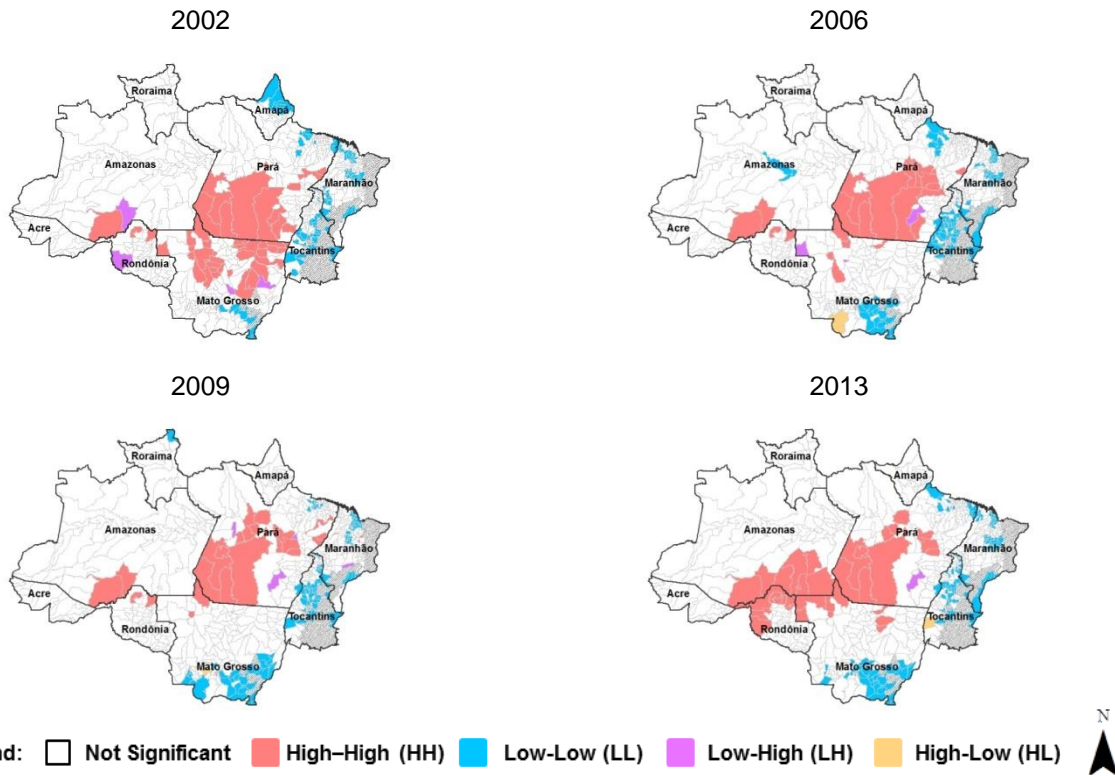 2002
Roraima
Amapá
Amazonas
Pará
Maranhão
Acre
Tocantins
Rondônia
Mato Grosso
2006
Roraima
Amapá
Amazonas
Pará
Maranhão
Acre
Tocantins
Rondônia
Mato Grosso
2009
Roraima
Amapá
Amazonas
Pará
Maranhão
Acre
Tocantins
Rondônia
Mato Grosso
2013
Roraima
Amapá
Amazonas
Pará
Maranhão
Acre
Tocantins
Rondônia
Mato Grosso
N
nd: Not Significant High–High (HH) Low-Low (LL) Low-High (LH) High-Low (HL)